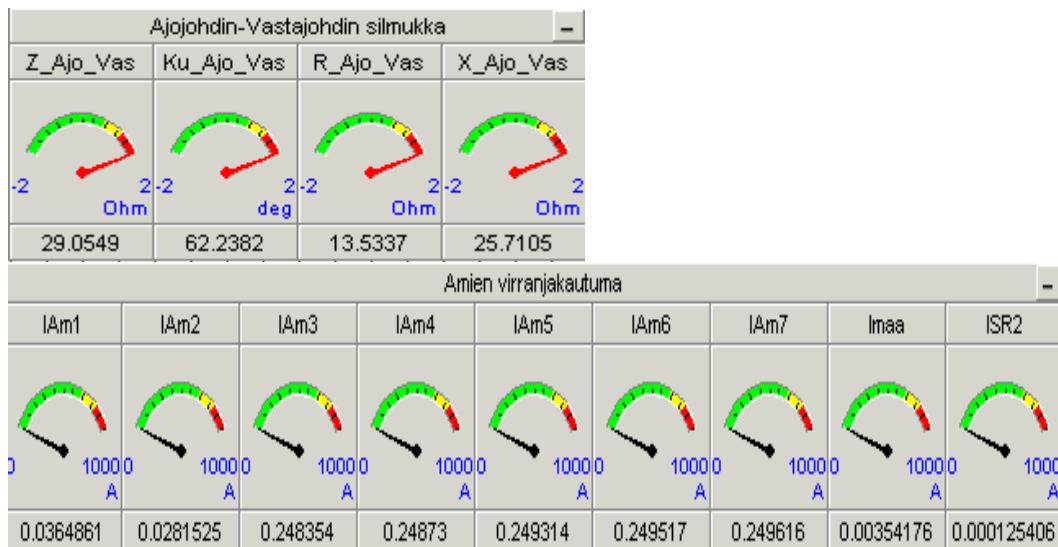 Ajojohdin-Vastajohdin silmukka
Z_Ajo_Vas Ku_Ajo_Vas R_Ajo_Vas X_Ajo_Vas
-2 2 -2 2 -2 2 -2 2
Ohm deg Ohm Ohm
29.0549 62.2382 13.5337 25.7105
Amien virranjakautuma
IAm1 IAm2 IAm3 IAm4 IAm5 IAm6 IAm7 Imaa ISR2
0 1000 0 1000 0 1000 0 1000 0 1000 0 1000 0 1000 0 1000 0 1000
A A A A A A A A A
0.0364861 0.0281525 0.248354 0.24873 0.249314 0.249517 0.249616 0.00354176 0.000125406